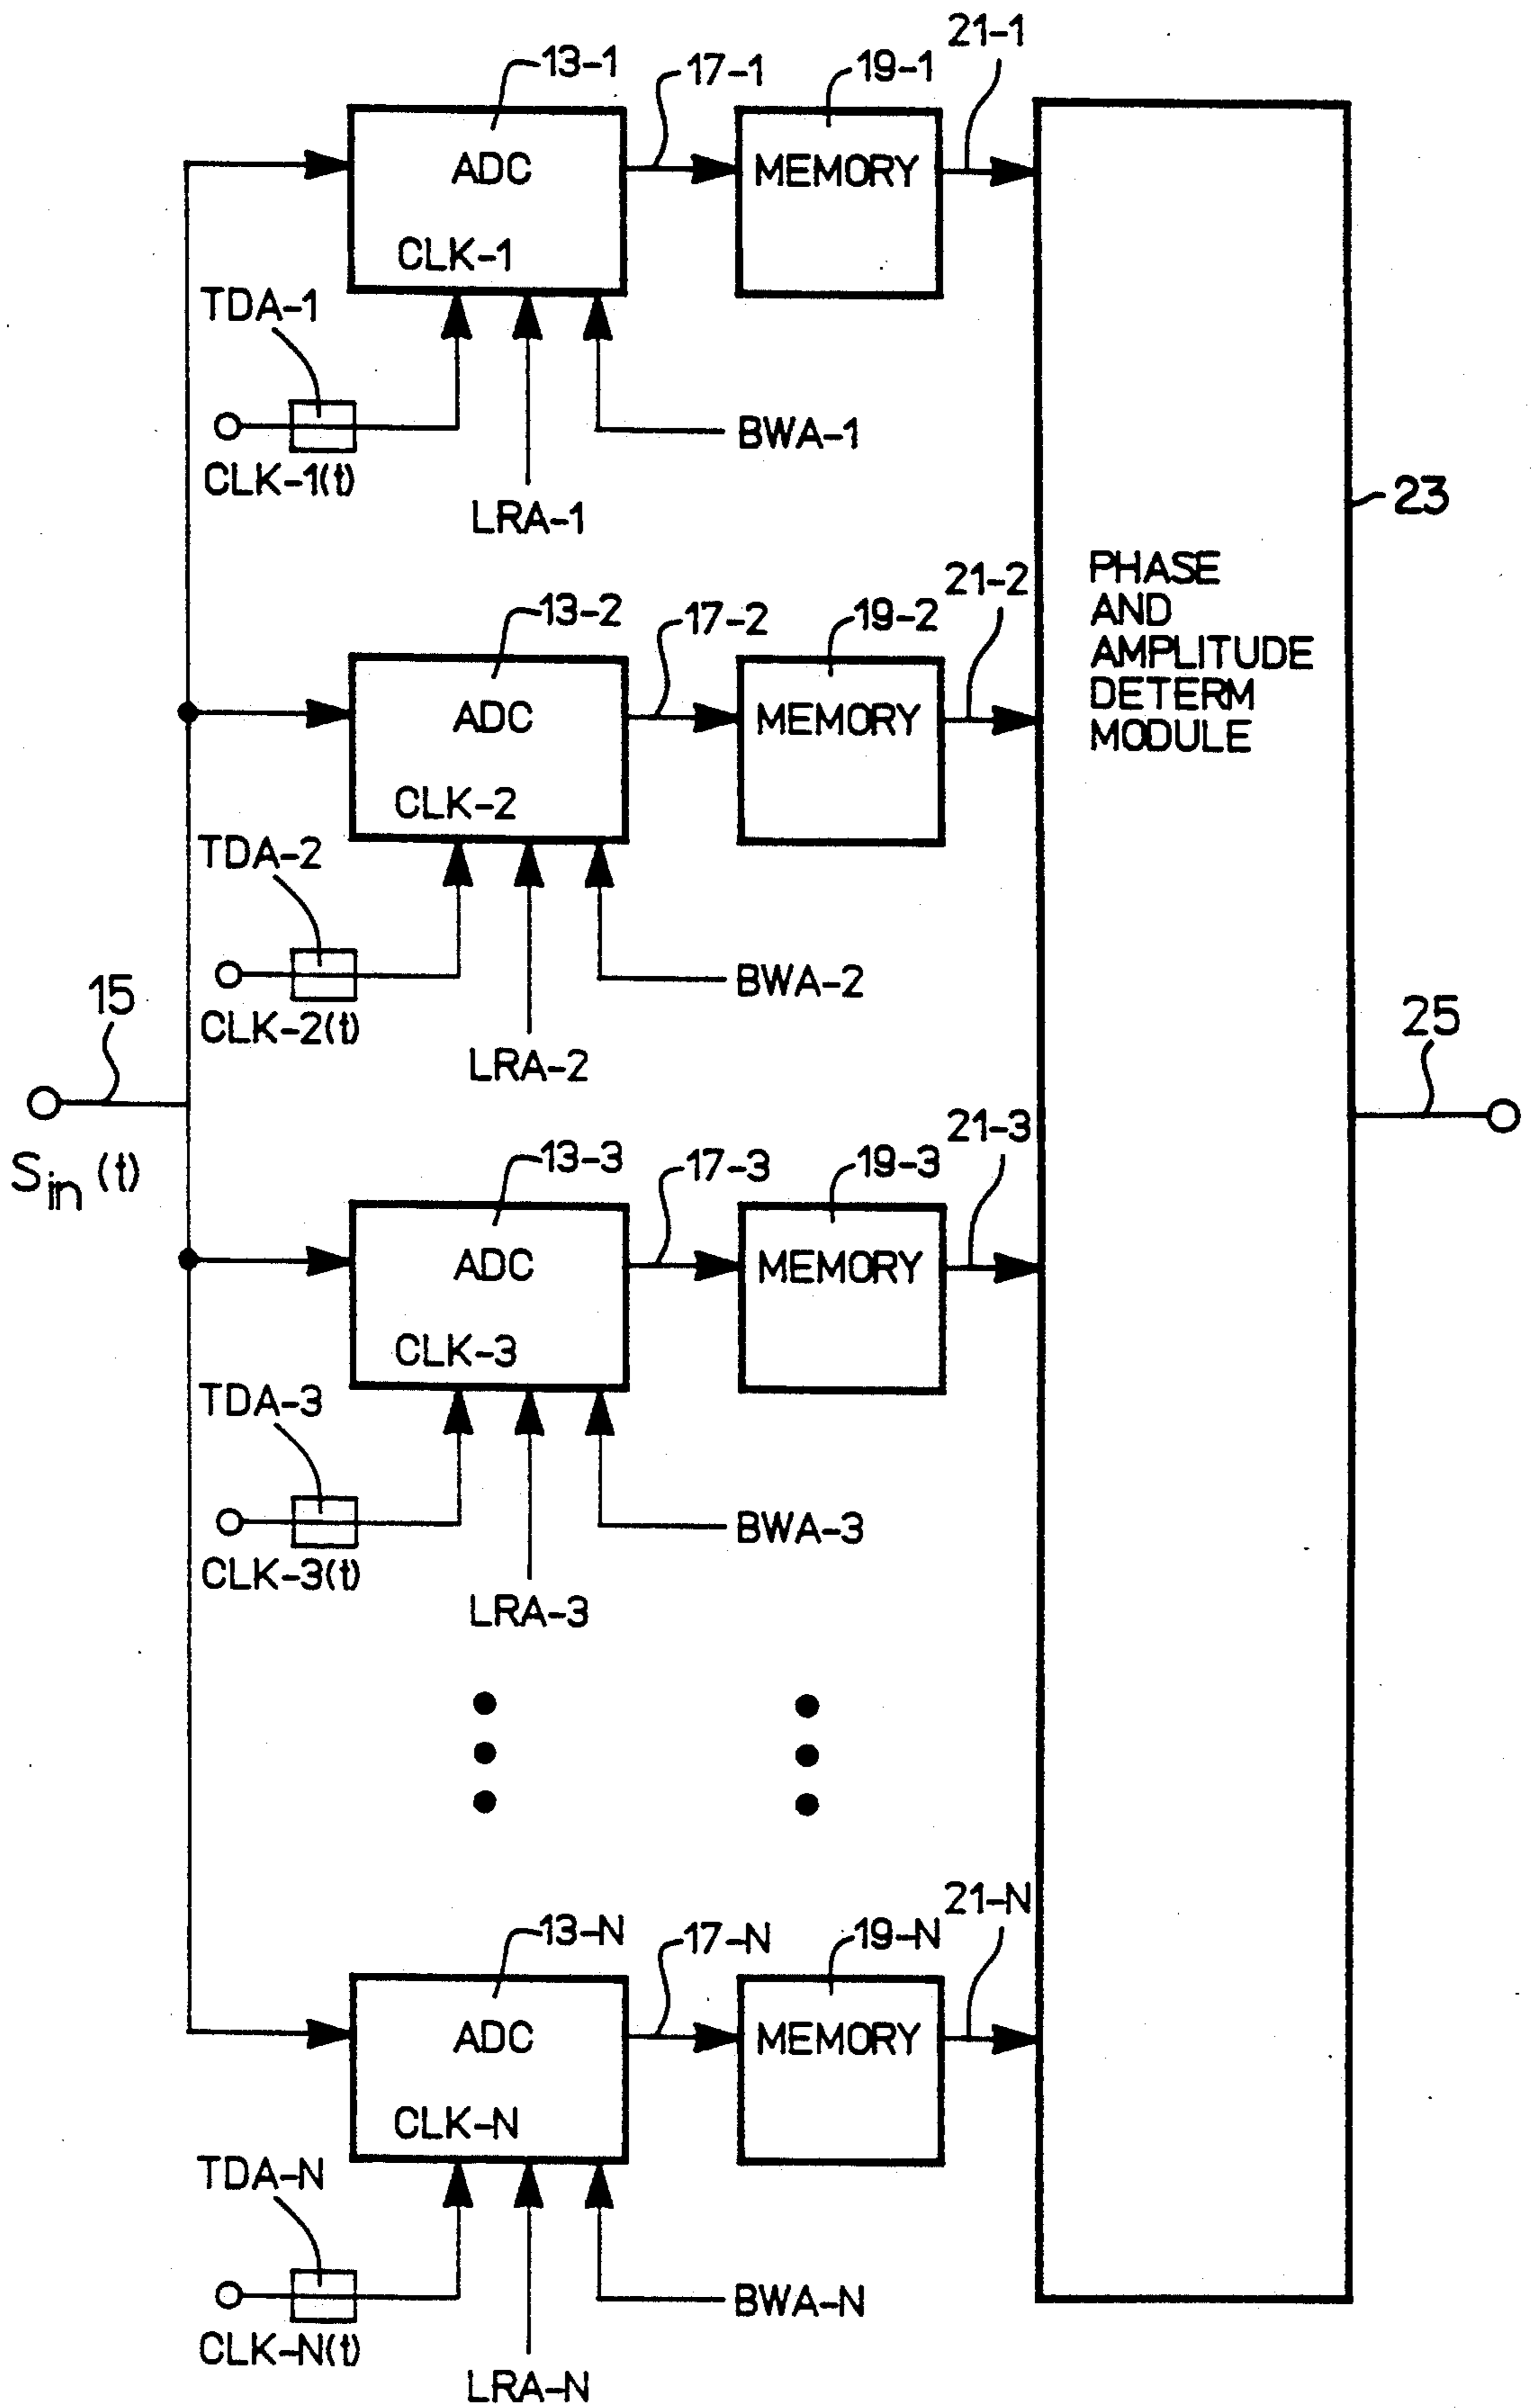 21-1
13-1
17-1
19-1
ADC
MEMORY
CLK-1
TDA-1
BWA-1
CLK-1(t)
LRA-1
23
PHASE
AND
AMPLITUDE
DETERM
MODULE
21-2
13-2
17-2
19-2
ADC
MEMORY
CLK-2
TDA-2
BWA-2
15
CLK-2(t)
LRA-2
25
Sin (t)
21-3
13-3
17-3
19-3
ADC
MEMORY
CLK-3
TDA-3
BWA-3
CLK-3(t)
LRA-3
21-N
13-N
17-N
19-N
ADC
MEMORY
CLK-N
TDA-N
BWA-N
CLK-N(t)
LRA-N